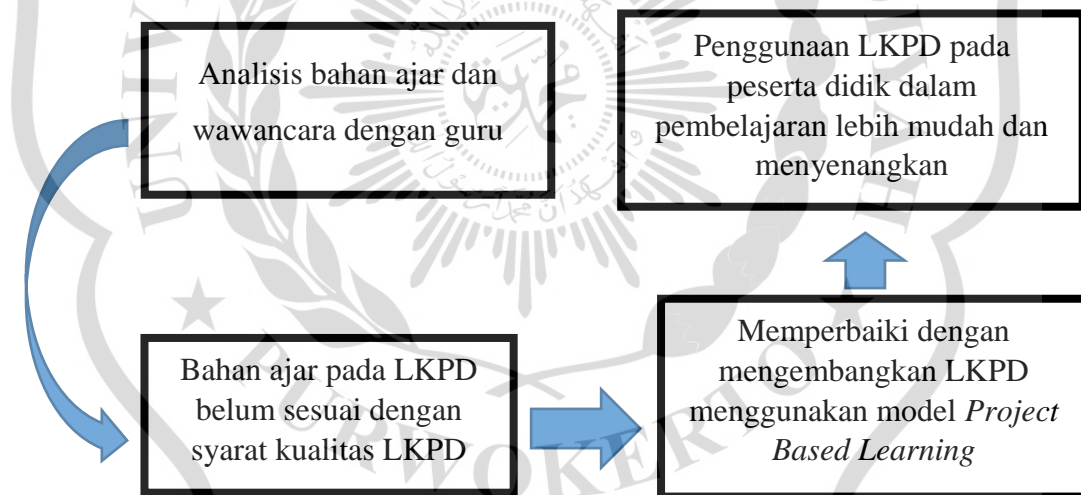 Analisis bahan ajar dan
wawancara dengan guru
Bahan ajar pada LKPD
belum sesuai dengan
syarat kualitas LKPD
Memperbaiki dengan
mengembangkan LKPD
menggunakan model Project
Based Learning
Penggunaan LKPD pada
peserta didik dalam
pembelajaran lebih mudah dan
menyenangkan
PURWOKERTO